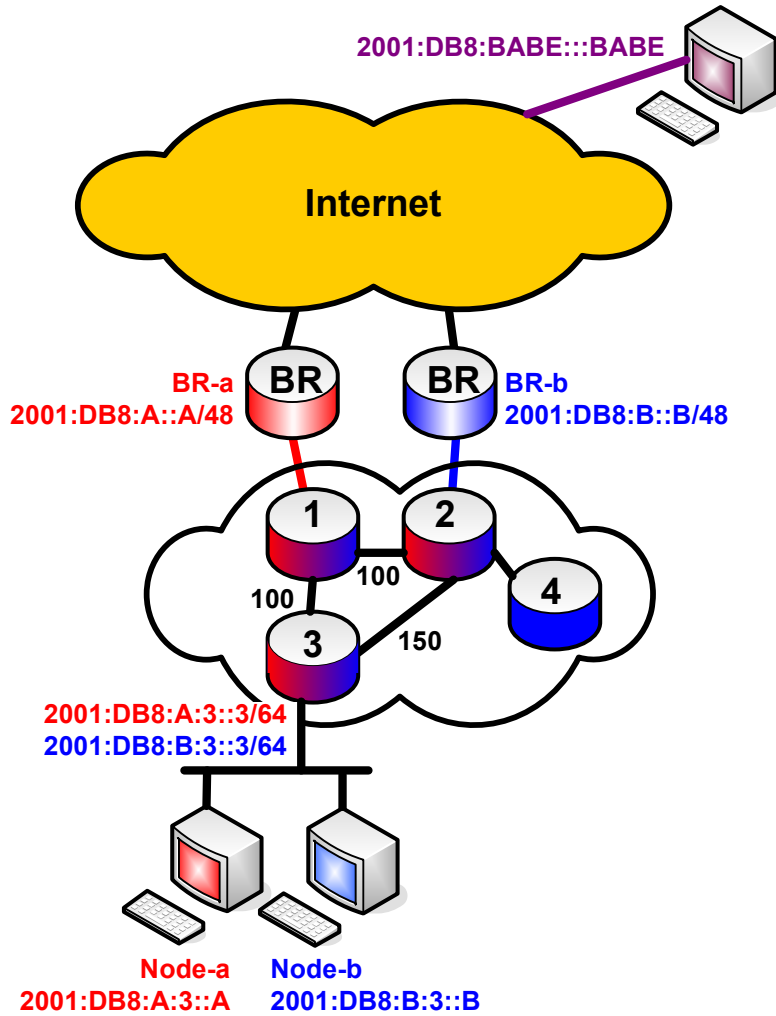 2001:DB8:BABE:::BABE
Internet
BR
BR
BR-a
2001:DB8:A::A/48
BR-b
2001:DB8:B::B/48
1
2
100
4
100
3
150
2001:DB8:A:3::3/64
2001:DB8:B:3::3/64
Node-a
2001:DB8:A:3::A
Node-b
2001:DB8:B:3::B